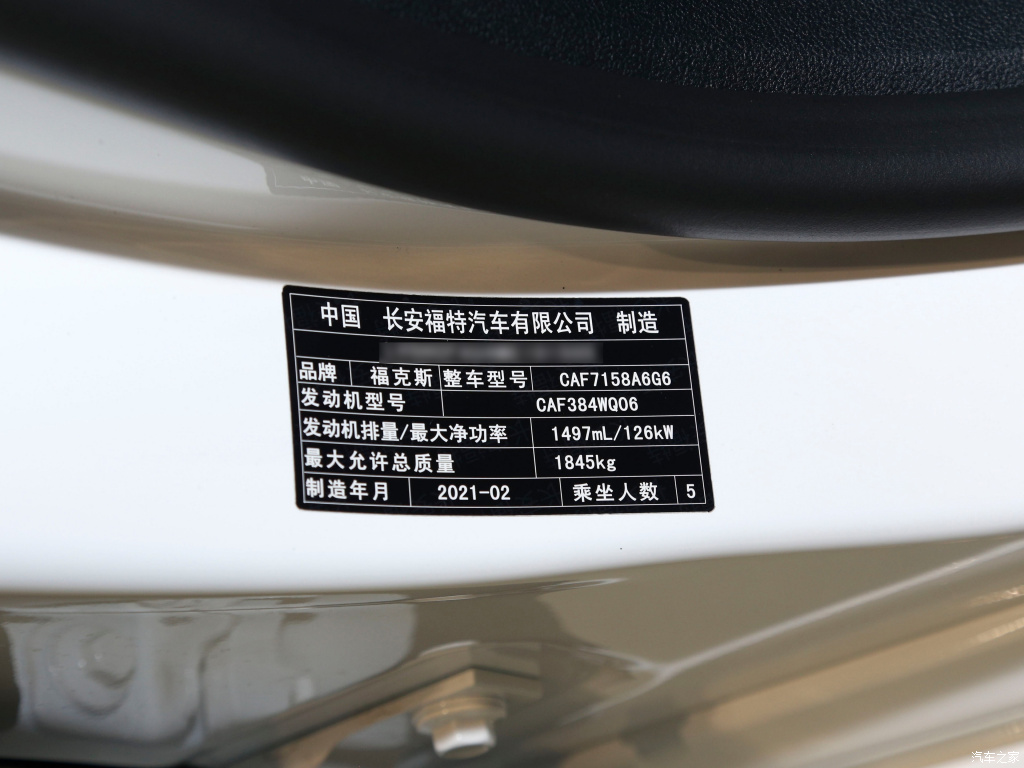 中国 长安福特汽车有限公司 制造
品牌 福克斯 整车型号 CAF7158A6G6
发动机型号 CAF384WQ06
发动机排量/最大净功率 1497mL/126kW
最大允许总质量 1845kg
制造年月 2021-02 乘坐人数 5
汽车之家